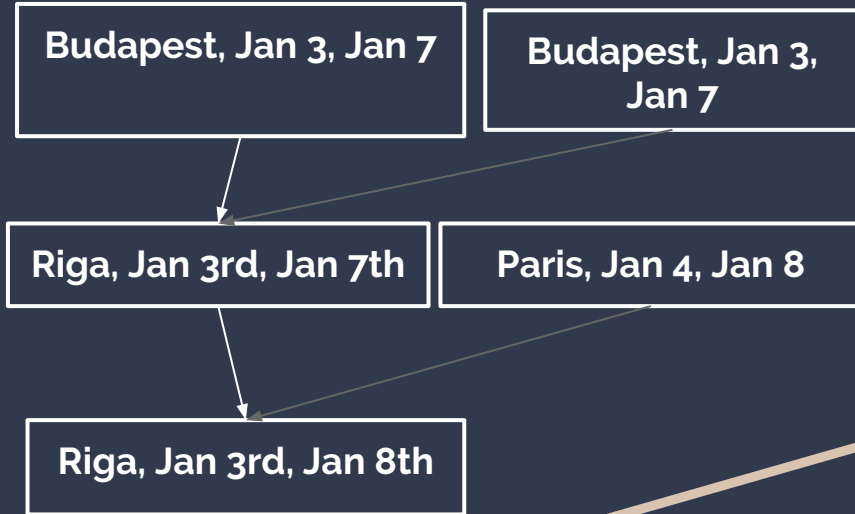 Budapest, Jan 3, Jan 7
Budapest, Jan 3,
Jan 7
Riga, Jan 3rd, Jan 7th
Paris, Jan 4, Jan 8
Riga, Jan 3rd, Jan 8th